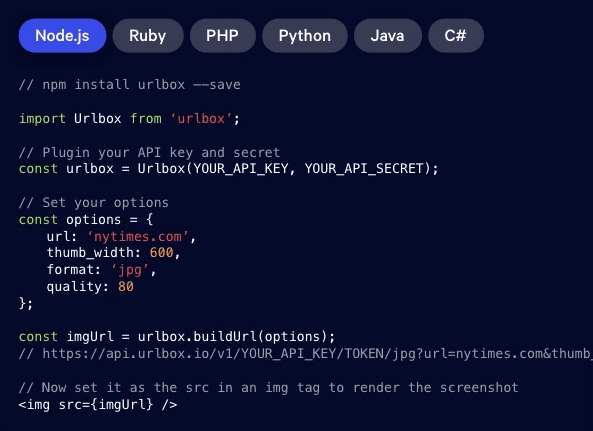 Node.js Ruby PHP Python Java C#
// npm install urlbox —save
import Urlbox from ‘urlbox’;
// Plugin your API key and secret
const urlbox = Urlbox(YOUR_API_KEY, YOUR_API_SECRET);
// Set your options
const options = {
url: ‘nytimes.com’,
thumb_width: 600,
format: ‘jpg’,
quality: 80
};
const imgUrl = urlbox.buildUrl(options);
// https://api.urlbox.io/v1/YOUR_API_KEY/TOKEN/jpg?url=nytimes.com&thumb_
// Now set it as the src in an img tag to render the screenshot
<img src={imgUrl} />